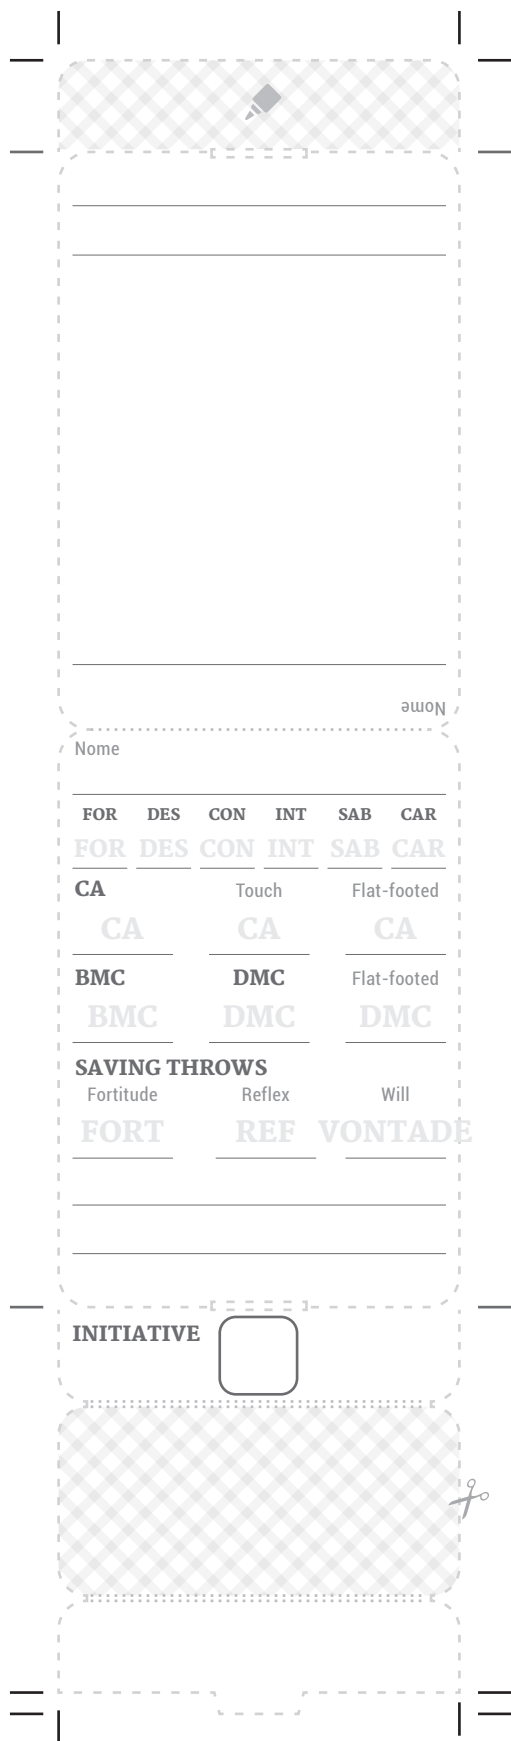 Nome
Nome
FOR DES CON INT SAB CAR
FOR DES CON INT SAB CAR
CA Touch Flat-footed
CA CA CA
BMC DMC Flat-footed
BMC DMC DMC
SAVING THROWS
Fortitude Reflex Will
FORT REF VONTADE
INITIATIVE